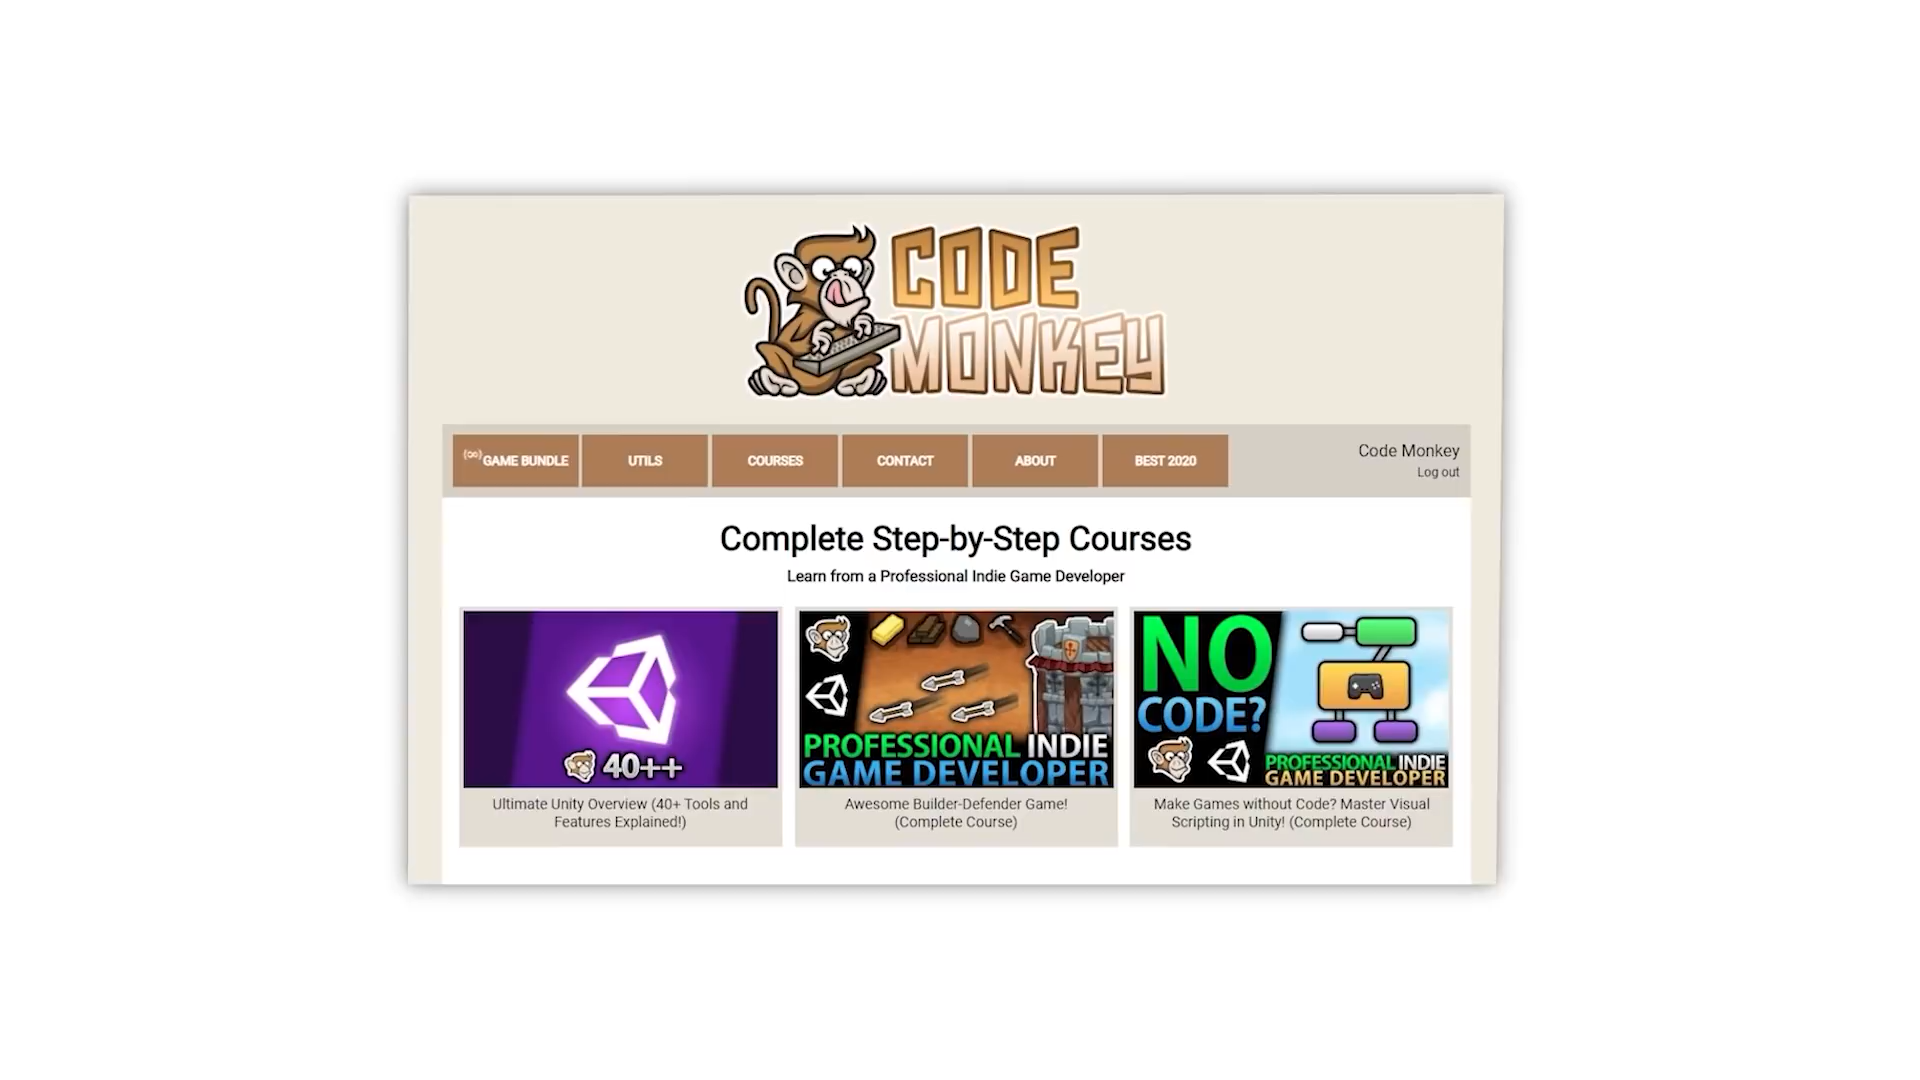 CODE
MONKEY
(∞) GAME BUNDLE
UTILS
COURSES
CONTACT
ABOUT
BEST 2020
Code Monkey
Log out
Complete Step-by-Step Courses
Learn from a Professional Indie Game Developer
40++
Ultimate Unity Overview (40+ Tools and
Features Explained!)
PROFESSIONAL INDIE
GAME DEVELOPER
Awesome Builder-Defender Game!
(Complete Course)
NO
CODE?
PROFESSIONAL INDIE
GAME DEVELOPER
Make Games without Code? Master Visual
Scripting in Unity! (Complete Course)